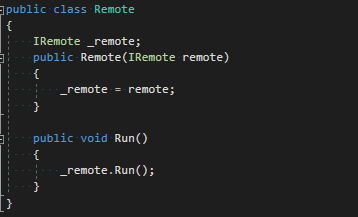 public class Remote
{
    IRemote _remote;
    public Remote(IRemote remote)
    {
        _remote = remote;
    }

    public void Run()
    {
        _remote.Run();
    }
}